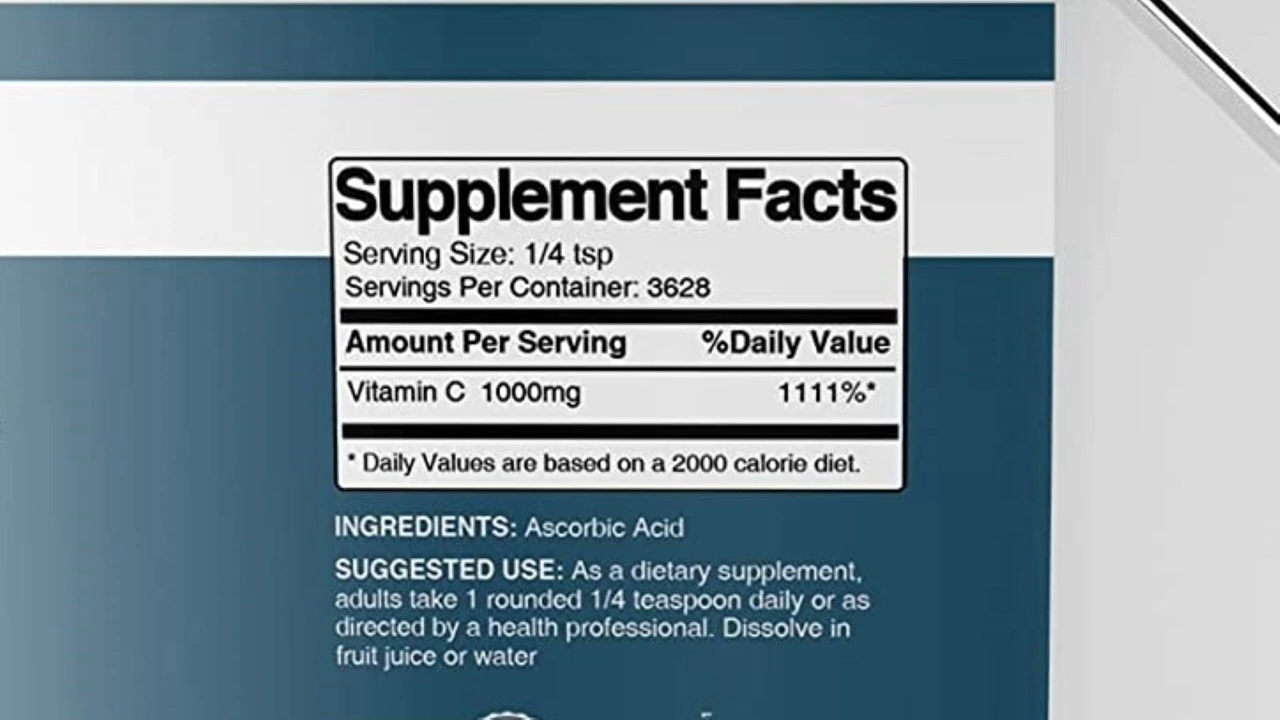 Supplement Facts
Serving Size: 1/4 tsp
Servings Per Container: 3628
Amount Per Serving %Daily Value
Vitamin C 1000mg 1111%*
* Daily Values are based on a 2000 calorie diet.
INGREDIENTS: Ascorbic Acid
SUGGESTED USE: As a dietary supplement,
adults take 1 rounded 1/4 teaspoon daily or as
directed by a health professional. Dissolve in
fruit juice or water